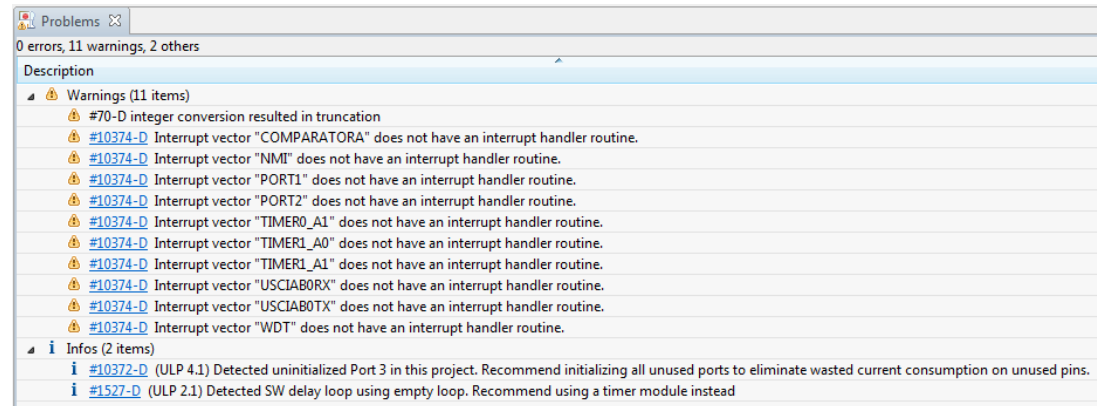 Problems
0 errors, 11 warnings, 2 others
Description
Warnings (11 items)
#70-D integer conversion resulted in truncation
#10374-D Interrupt vector "COMPARATORA" does not have an interrupt handler routine.
#10374-D Interrupt vector "NMI" does not have an interrupt handler routine.
#10374-D Interrupt vector "PORT1" does not have an interrupt handler routine.
#10374-D Interrupt vector "PORT2" does not have an interrupt handler routine.
#10374-D Interrupt vector "TIMER0_A1" does not have an interrupt handler routine.
#10374-D Interrupt vector "TIMER1_A0" does not have an interrupt handler routine.
#10374-D Interrupt vector "TIMER1_A1" does not have an interrupt handler routine.
#10374-D Interrupt vector "USCIAB0RX" does not have an interrupt handler routine.
#10374-D Interrupt vector "USCIAB0TX" does not have an interrupt handler routine.
#10374-D Interrupt vector "WDT" does not have an interrupt handler routine.
Infos (2 items)
#10372-D (ULP 4.1) Detected uninitialized Port 3 in this project. Recommend initializing all unused ports to eliminate wasted current consumption on unused pins.
#1527-D (ULP 2.1) Detected SW delay loop using empty loop. Recommend using a timer module instead